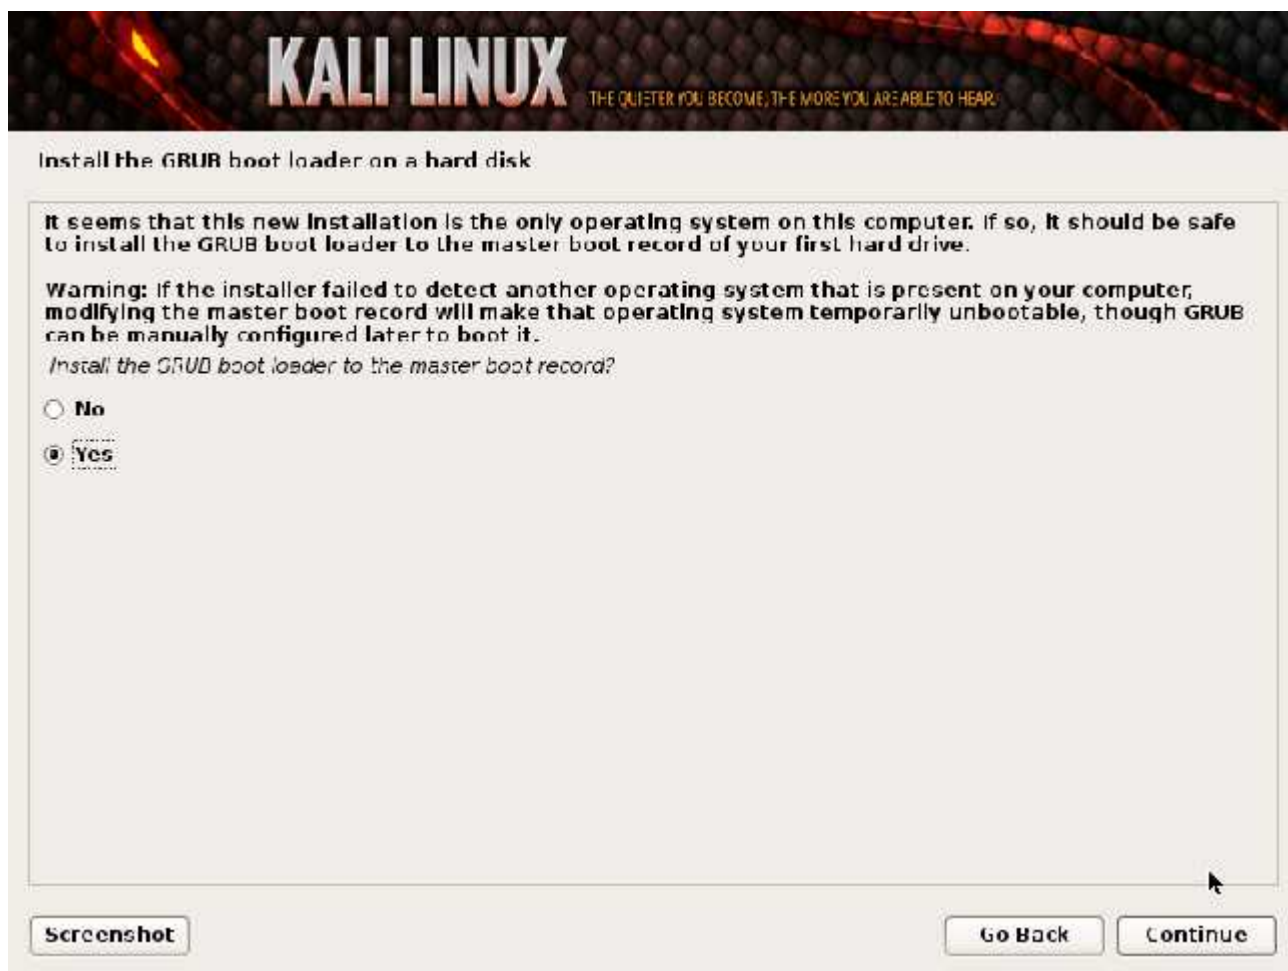 KALI LINUX
THE QUIETER YOU BECOME, THE MORE YOU ARE ABLE TO HEAR.
Install the GRUB boot loader on a hard disk
It seems that this new installation is the only operating system on this computer. If so, it should be safe
to install the GRUB boot loader to the master boot record of your first hard drive.
Warning: If the installer failed to detect another operating system that is present on your computer,
modifying the master boot record will make that operating system temporarily unbootable, though GRUB
can be manually configured later to boot it.
Install the GRUB boot loader to the master boot record?
No
Yes
Screenshot
Go Back
Continue